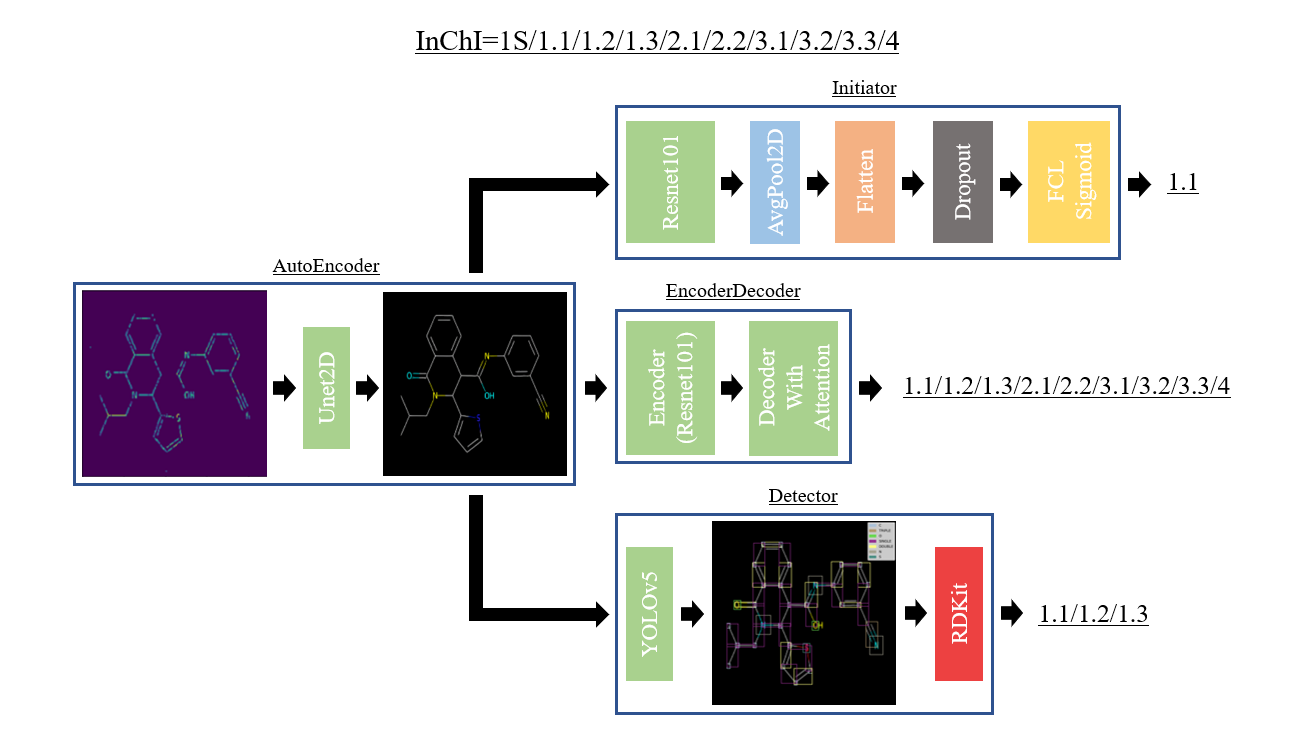 InChI=1S/1.1/1.2/1.3/2.1/2.2/3.1/3.2/3.3/4
Initiator
Resnet101
AvgPool2D
Flatten
Dropout
FCL
Sigmoid
1.1
AutoEncoder
O
N
N
OH
S
N
Unet2D
O
N
N
OH
S
N
EncoderDecoder
Encoder
(Resnet101)
Decoder
With
Attention
1.1/1.2/1.3/2.1/2.2/3.1/3.2/3.3/4
Detector
YOLOv5
O
N
OH
RDKit
1.1/1.2/1.3